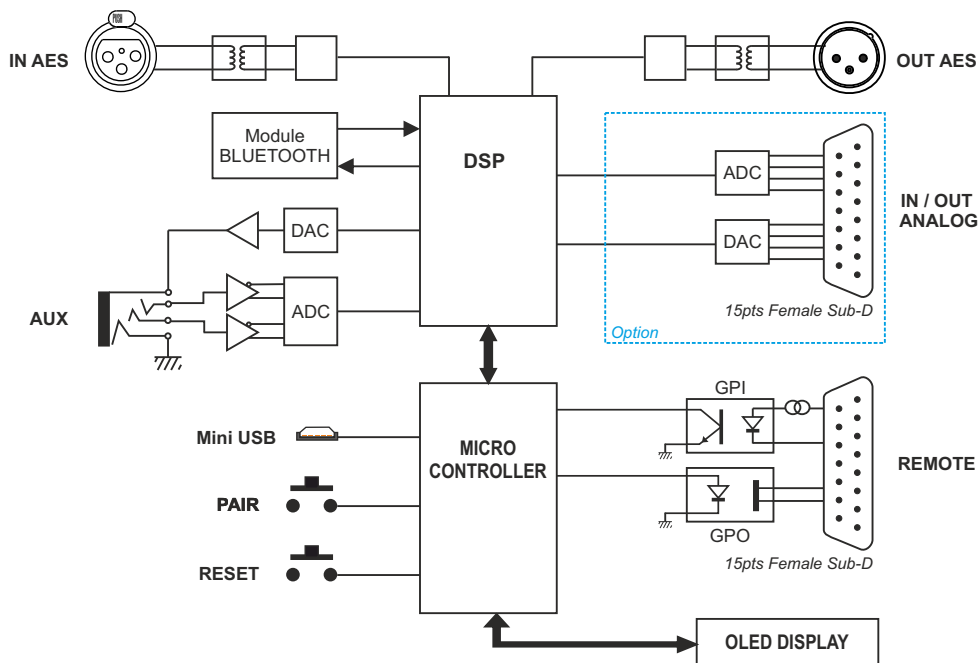 PUSH
IN AES
OUT AES
Module
BLUETOOTH
DSP
ADC
IN / OUT
ANALOG
DAC
DAC
ADC
AUX
15pts Female Sub-D
Option
GPI
Mini USB
MICRO
CONTROLLER
REMOTE
PAIR
GPO
15pts Female Sub-D
RESET
OLED DISPLAY